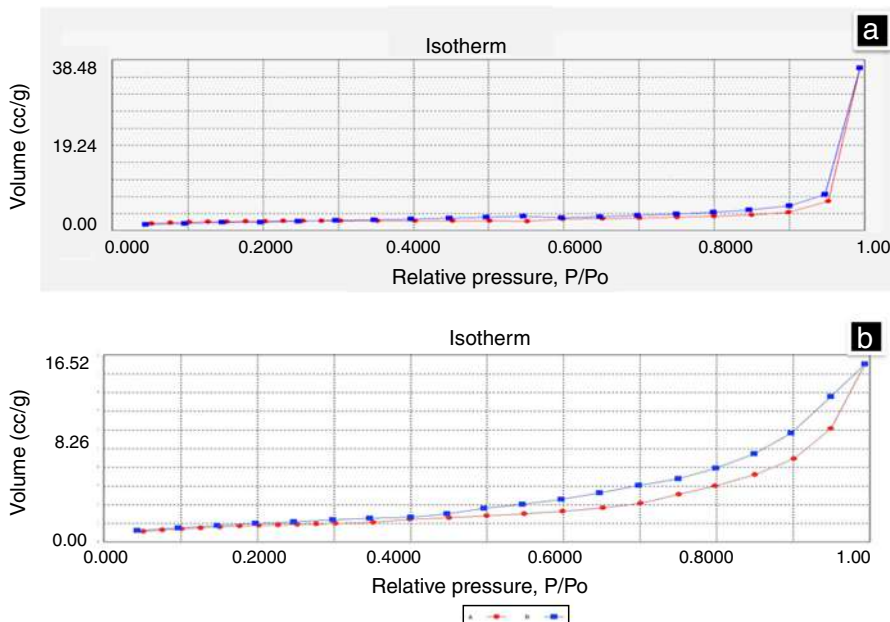 a
Isotherm
38.48
19.24
0.00
Volume (cc/g)
0.000 0.2000 0.4000 0.6000 0.8000 1.00
Relative pressure, P/Po
b
Isotherm
16.52
8.26
0.00
Volume (cc/g)
0.000 0.2000 0.4000 0.6000 0.8000 1.00
Relative pressure, P/Po